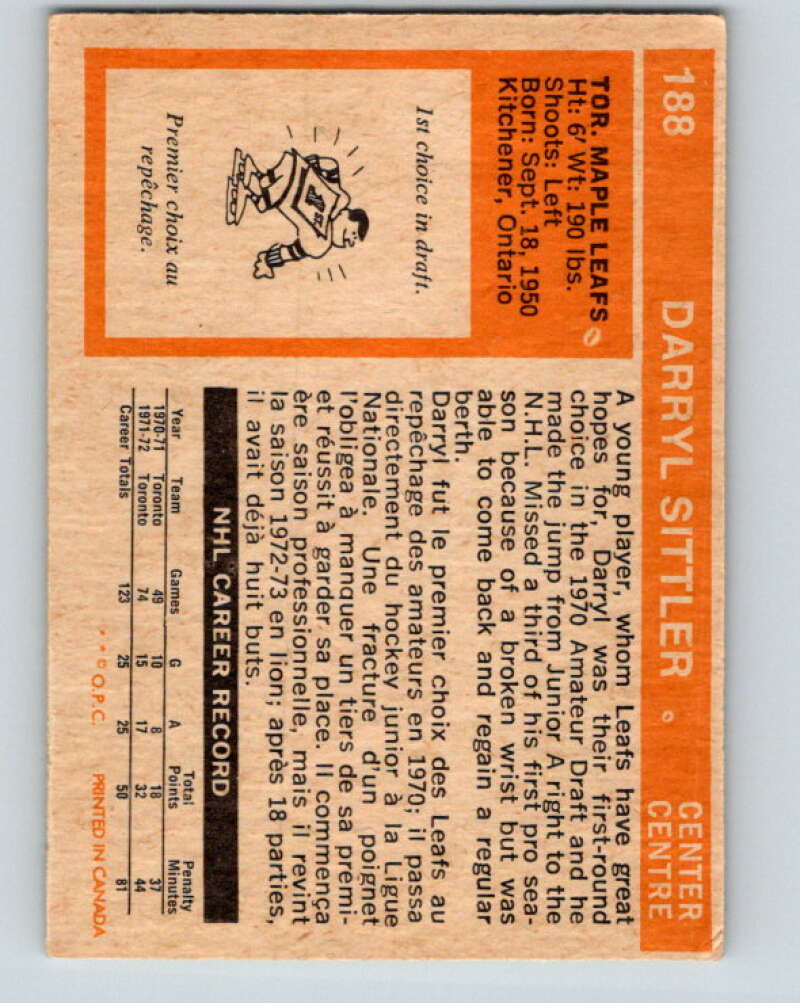 188 DARRYL SITTLER CENTER
CENTRE
TOR. MAPLE LEAFS
Ht: 6' Wt: 190 lbs.
Shoots: Left
Born: Sept. 18, 1950
Kitchener, Ontario
1st choice in draft.
Premier choix au
repêchage.
A young player, whom Leafs have great
hopes for, Darryl was their first-round
choice in the 1970 Amateur Draft and he
made the jump from Junior A right to the
N.H.L. Missed a third of his first pro sea-
son because of a broken wrist but was
able to come back and regain a regular
berth.
Darryl fut le premier choix des Leafs au
repêchage des amateurs en 1970; il passa
directement du hockey junior à la Ligue
Nationale. Une fracture d'un poignet
l'obligea à manquer un tiers de sa premi-
ère saison professionnelle, mais il revint
et réussit à garder sa place. Il commença
la saison 1972-73 en lion; après 18 parties,
il avait déjà huit buts.
NHL CAREER RECORD
Year Team Games G A Total Points Penalty Minutes
1970-71 Toronto 49 10 8 18 37
1971-72 Toronto 74 15 17 32 44
Career Totals 123 25 25 50 81
* * © O.P.C. PRINTED IN CANADA